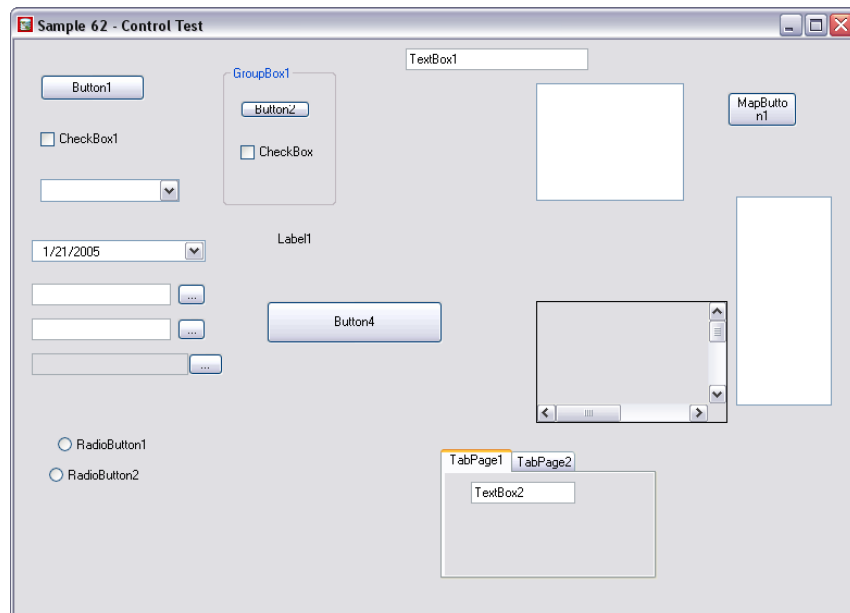 Sample 62 - Control Test
TextBox1
GroupBox1
Button1
Button2
MapButto
n1
CheckBox1
CheckBox
Label1
1/21/2005
...
Button4
...
...
RadioButton1
RadioButton2
TabPage1
TabPage2
TextBox2